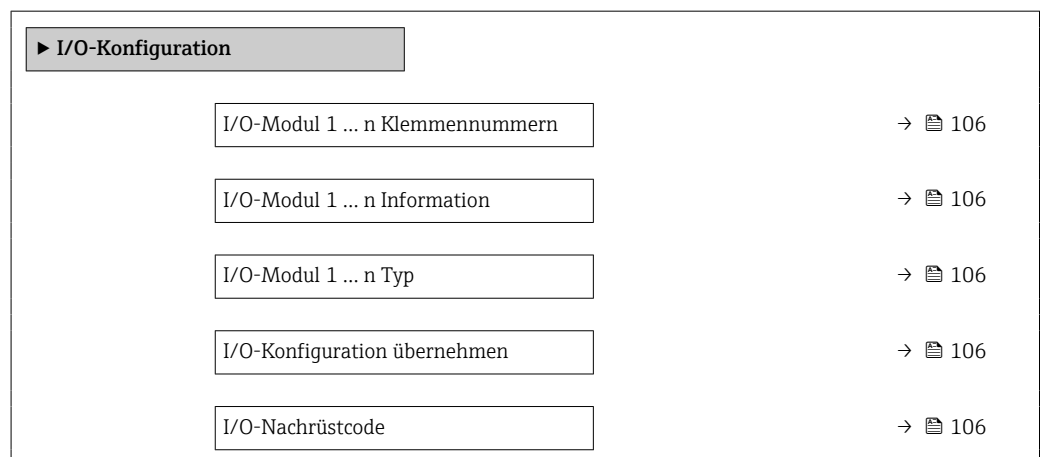 ▶ I/O-Konfiguration
I/O-Modul 1 … n Klemmennummern → 106
I/O-Modul 1 … n Information → 106
I/O-Modul 1 … n Typ → 106
I/O-Konfiguration übernehmen → 106
I/O-Nachrüstcode → 106